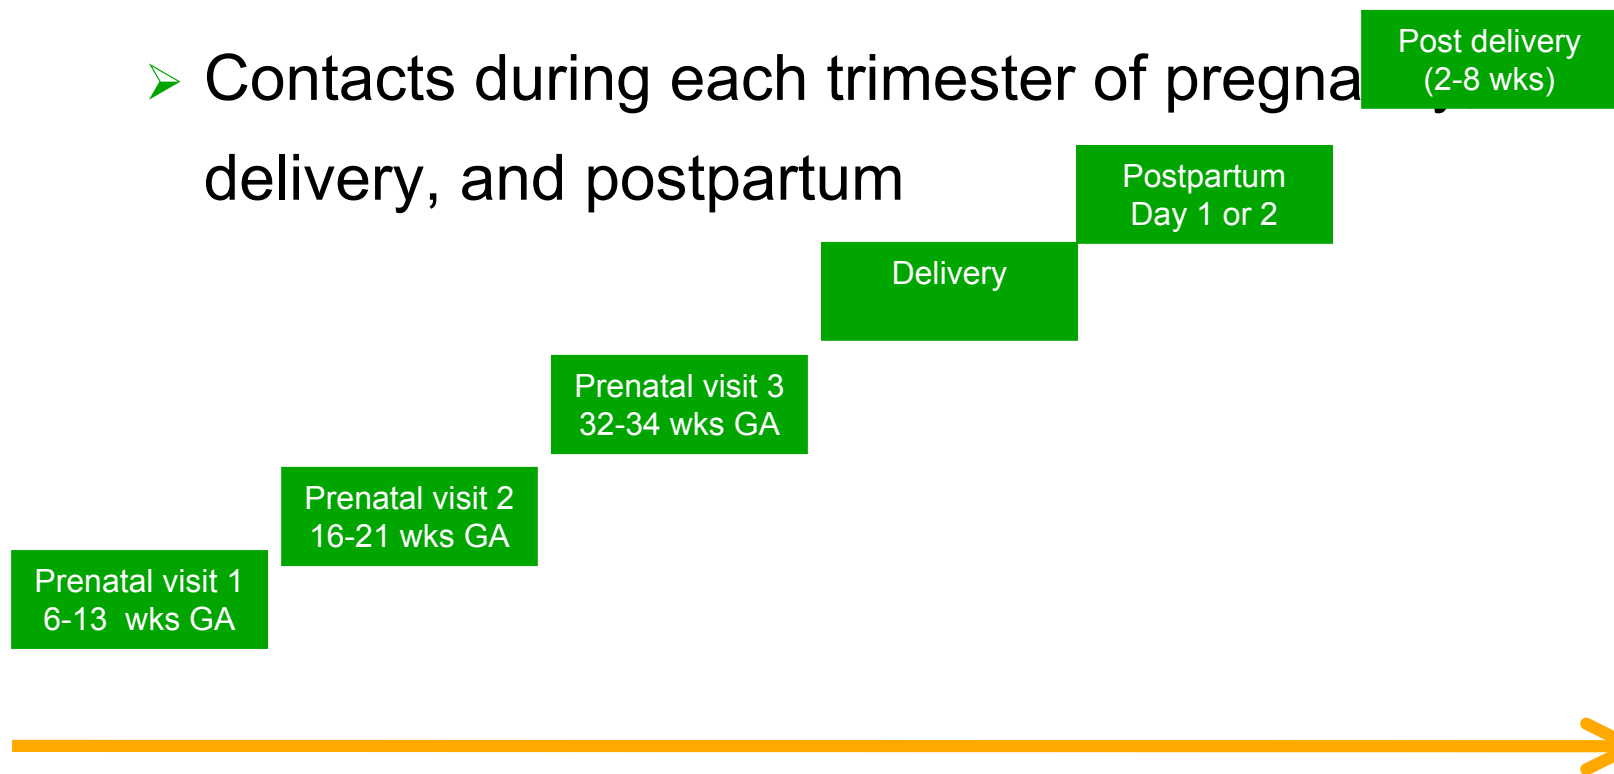 Contacts during each trimester of pregna
delivery, and postpartum
Post delivery
(2-8 wks)
Postpartum
Day 1 or 2
Delivery
Prenatal visit 3
32-34 wks GA
Prenatal visit 2
16-21 wks GA
Prenatal visit 1
6-13 wks GA